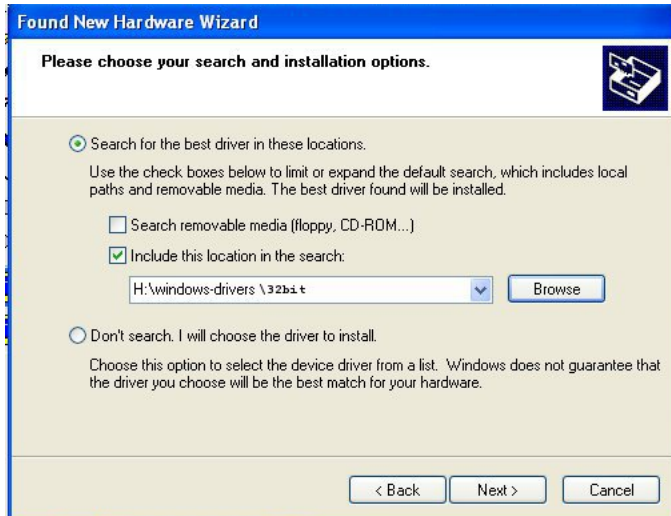 Found New Hardware Wizard
Please choose your search and installation options.
Search for the best driver in these locations.
Use the check boxes below to limit or expand the default search, which includes local
paths and removable media. The best driver found will be installed.
Search removable media (floppy, CD-ROM...)
Include this location in the search:
H:\windows-drivers \32bit
Browse
Don't search. I will choose the driver to install.
Choose this option to select the device driver from a list. Windows does not guarantee that
the driver you choose will be the best match for your hardware.
< Back Next > Cancel